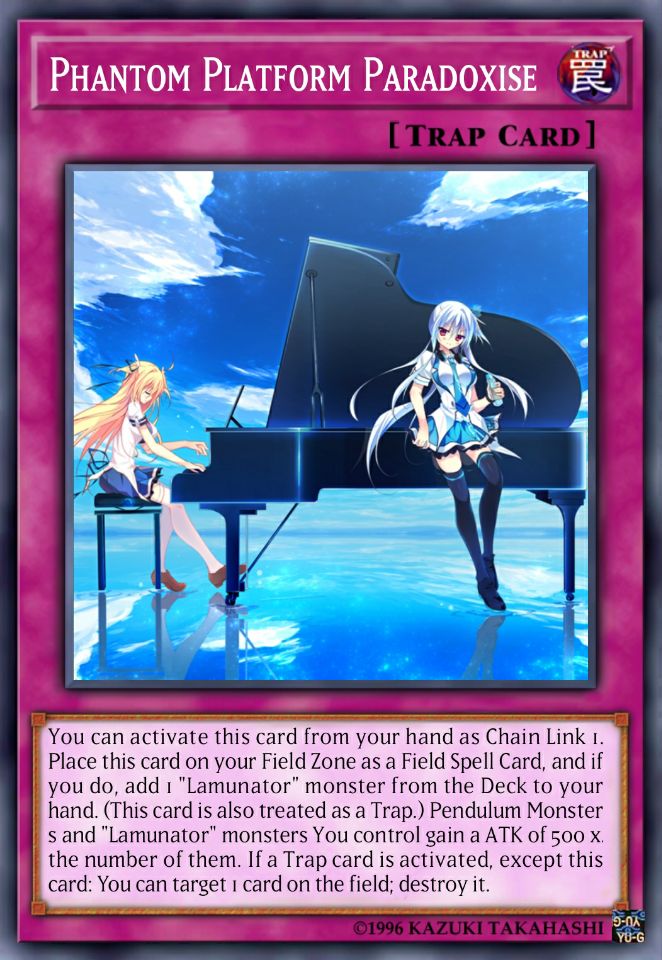 PHANTOM PLATFORM PARADOXISE
TRAP
罠
[TRAP CARD]
You can activate this card from your hand as Chain Link 1.
Place this card on your Field Zone as a Field Spell Card, and if
you do, add 1 "Lamunator" monster from the Deck to your
hand. (This card is also treated as a Trap.) Pendulum Monster
s and "Lamunator" monsters You control gain a ATK of 500 x
the number of them. If a Trap card is activated, except this
card: You can target 1 card on the field; destroy it.
©1996 KAZUKI TAKAHASHI